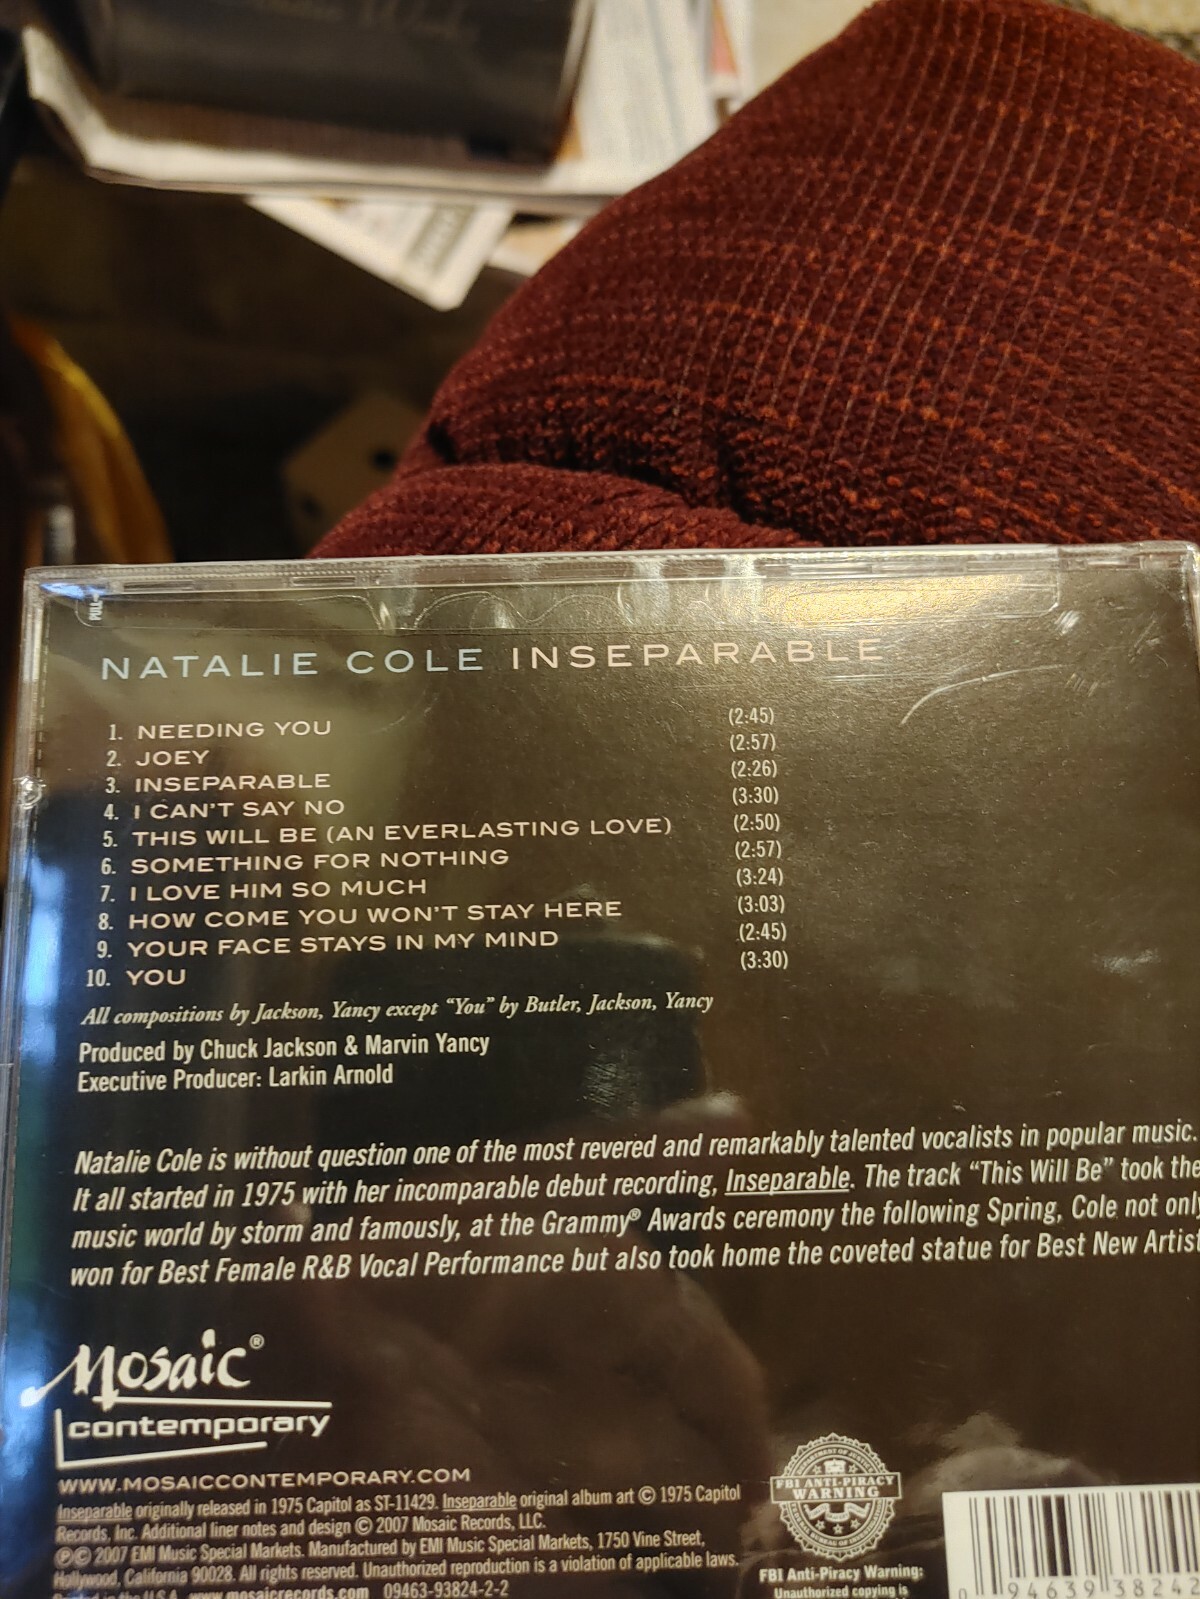 PULL
NATALIE COLE INSEPARABLE
1. NEEDING YOU (2:45)
2. JOEY (2:57)
3. INSEPARABLE (2:26)
4. I CAN'T SAY NO (3:30)
5. THIS WILL BE (AN EVERLASTING LOVE) (2:50)
6. SOMETHING FOR NOTHING (2:57)
7. I LOVE HIM SO MUCH (3:24)
8. HOW COME YOU WON'T STAY HERE (3:03)
9. YOUR FACE STAYS IN MY MIND (2:45)
10. YOU (3:30)
All compositions by Jackson, Yancy except "You" by Butler, Jackson, Yancy
Produced by Chuck Jackson & Marvin Yancy
Executive Producer: Larkin Arnold
Natalie Cole is without question one of the most revered and remarkably talented vocalists in popular music.
It all started in 1975 with her incomparable debut recording, Inseparable. The track "This Will Be" took the
music world by storm and famously, at the Grammy® Awards ceremony the following Spring, Cole not only
won for Best Female R&B Vocal Performance but also took home the coveted statue for Best New Artist
Mosaic®
contemporary
WWW.MOSAICCONTEMPORARY.COM
Inseparable originally released in 1975 Capitol as ST-11429. Inseparable original album art © 1975 Capitol
Records, Inc. Additional liner notes and design © 2007 Mosaic Records, LLC.
℗© 2007 EMI Music Special Markets. Manufactured by EMI Music Special Markets, 1750 Vine Street,
Hollywood, California 90028. All rights reserved. Unauthorized reproduction is a violation of applicable laws.
Printed in the U.S.A. www.mosaicrecords.com 09463-93824-2-2
FBI ANTI-PIRACY
WARNING
FBI Anti-Piracy Warning:
Unauthorized copying is
0 94639 38242